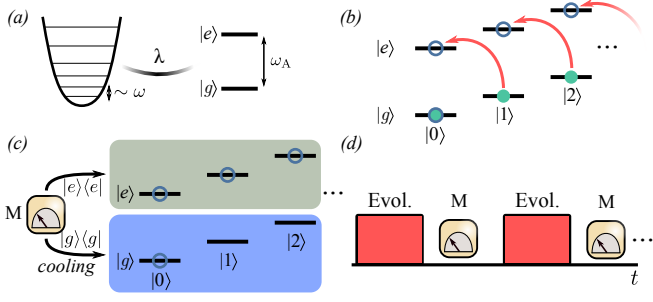 (a)
λ
|e⟩
|g⟩
ω_A
~ ω
(b)
|e⟩
|g⟩
|0⟩
|1⟩
|2⟩
...
(c)
M
|e⟩⟨e|
|g⟩⟨g|
cooling
|e⟩
|g⟩
|0⟩
|1⟩
|2⟩
...
(d)
Evol. M Evol. M
...
t